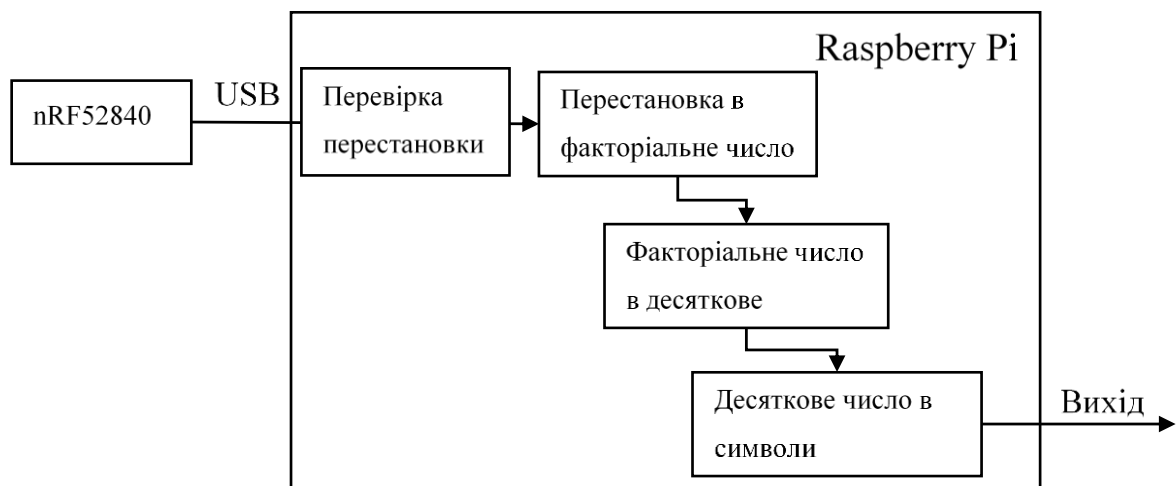 Raspberry Pi
nRF52840
USB
Перевірка
перестановки
Перестановка в
факторіальне число
Факторіальне число
в десяткове
Десяткове число в
символи
Вихід